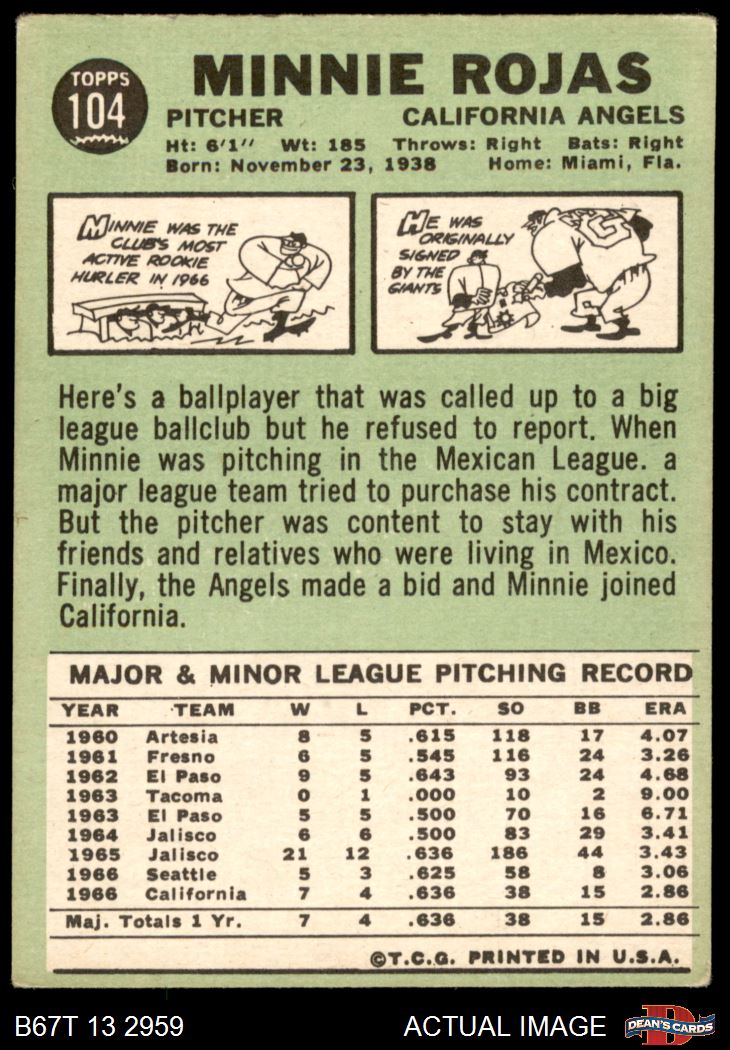 TOPPS
104
MINNIE ROJAS
PITCHER CALIFORNIA ANGELS
Ht: 6'1" Wt: 185 Throws: Right Bats: Right
Born: November 23, 1938 Home: Miami, Fla.
MINNIE WAS THE
CLUB'S MOST
ACTIVE ROOKIE
HURLER IN 1966
HE WAS
ORIGINALLY
SIGNED
BY THE
GIANTS
G
Here's a ballplayer that was called up to a big
league ballclub but he refused to report. When
Minnie was pitching in the Mexican League. a
major league team tried to purchase his contract.
But the pitcher was content to stay with his
friends and relatives who were living in Mexico.
Finally, the Angels made a bid and Minnie joined
California.
MAJOR & MINOR LEAGUE PITCHING RECORD
YEAR TEAM W L PCT. SO BB ERA
1960 Artesia 8 5 .615 118 17 4.07
1961 Fresno 6 5 .545 116 24 3.26
1962 El Paso 9 5 .643 93 24 4.68
1963 Tacoma 0 1 .000 10 2 9.00
1963 El Paso 5 5 .500 70 16 6.71
1964 Jalisco 6 6 .500 83 29 3.41
1965 Jalisco 21 12 .636 186 44 3.43
1966 Seattle 5 3 .625 58 8 3.06
1966 California 7 4 .636 38 15 2.86
Maj. Totals 1 Yr. 7 4 .636 38 15 2.86
©T.C.G. PRINTED IN U.S.A.
B67T 13 2959 ACTUAL IMAGE
D
DEAN'S CARDS